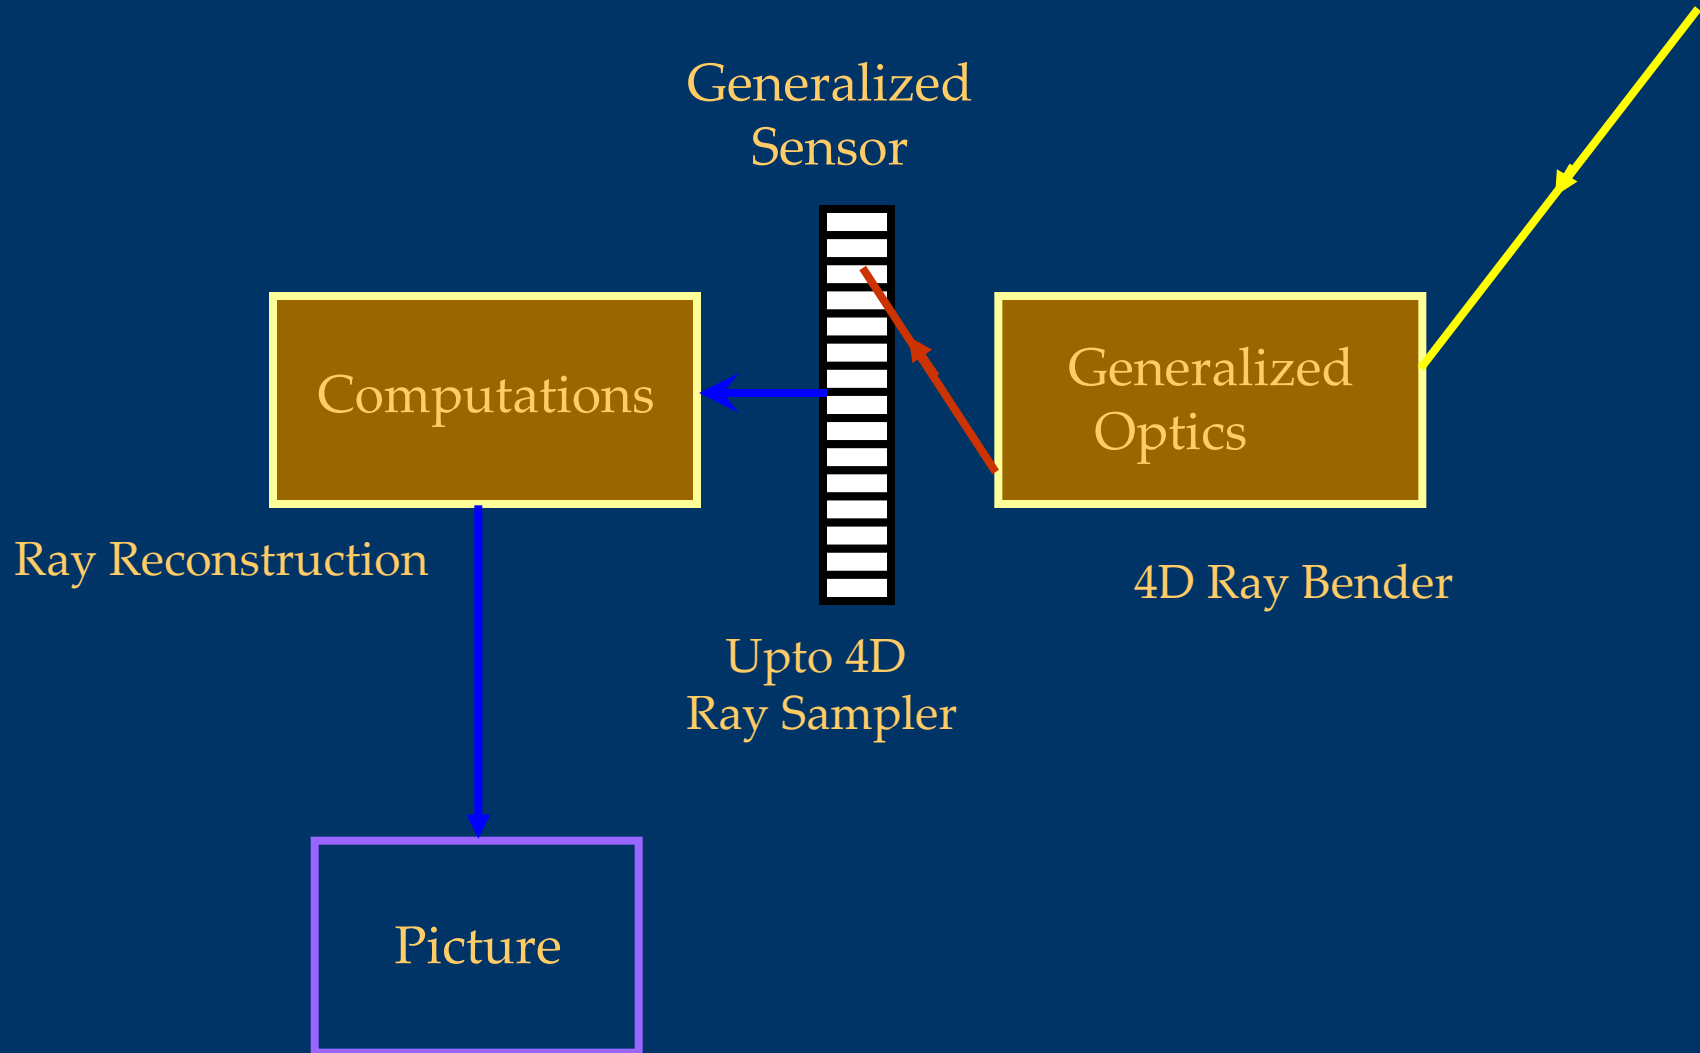 Generalized
Sensor
Computations
Generalized
Optics
Ray Reconstruction
4D Ray Bender
Upto 4D
Ray Sampler
Picture